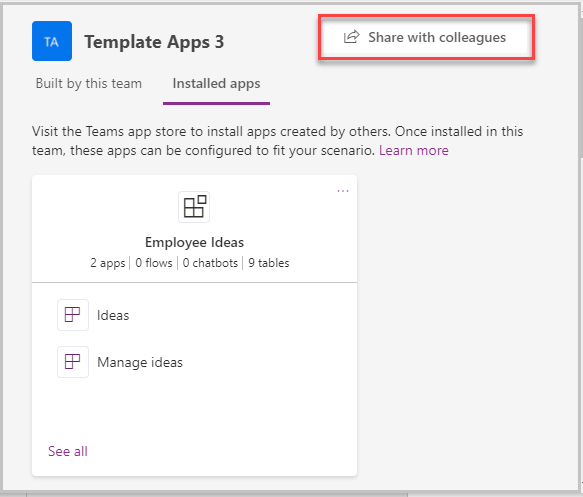 TA
Template Apps 3
Share with colleagues
Built by this team
Installed apps
Visit the Teams app store to install apps created by others. Once installed in this
team, these apps can be configured to fit your scenario. Learn more
...
Employee Ideas
2 apps | 0 flows | 0 chatbots | 9 tables
Ideas
Manage ideas
See all